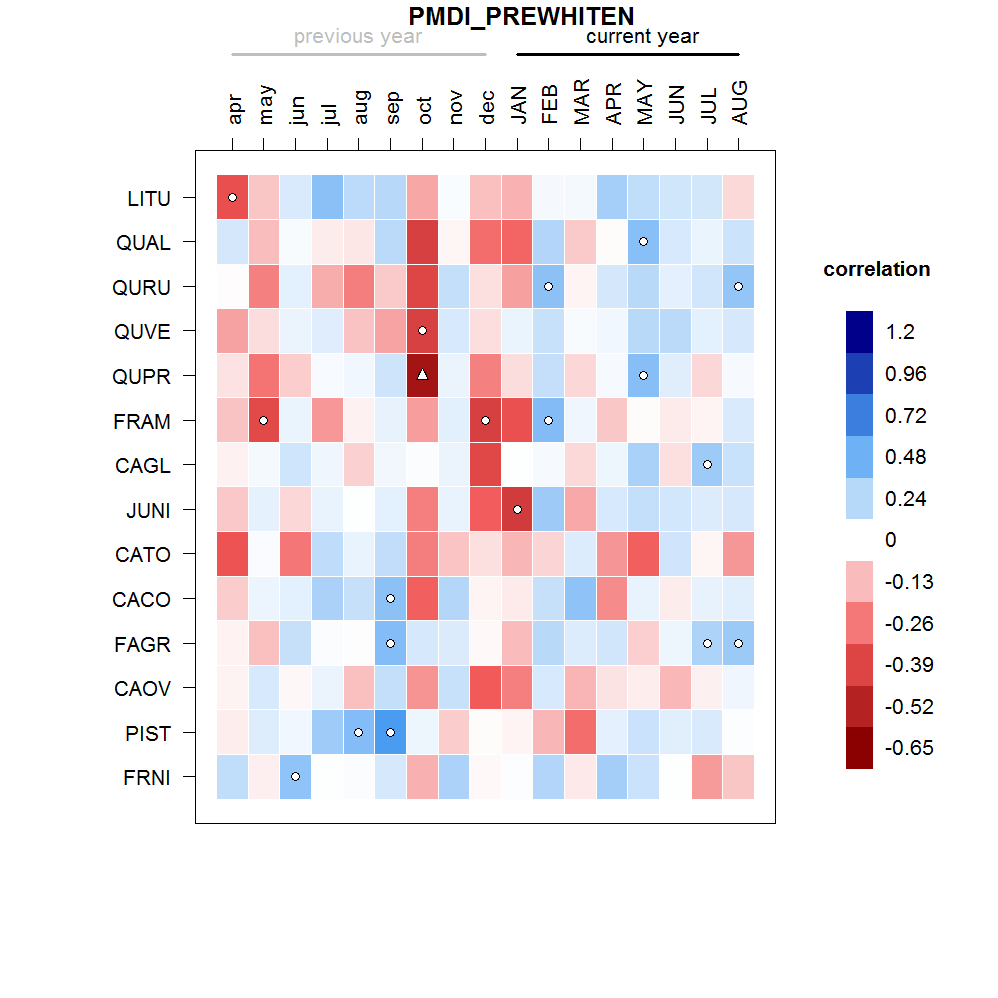 PMDI_PREWHITEN
previous year current year
apr may jun jul aug sep oct nov dec JAN FEB MAR APR MAY JUN JUL AUG
LITU
QUAL
QURU
QUVE
QUPR
FRAM
CAGL
JUNI
CATO
CACO
FAGR
CAOV
PIST
FRNI
correlation
1.2
0.96
0.72
0.48
0.24
0
-0.13
-0.26
-0.39
-0.52
-0.65